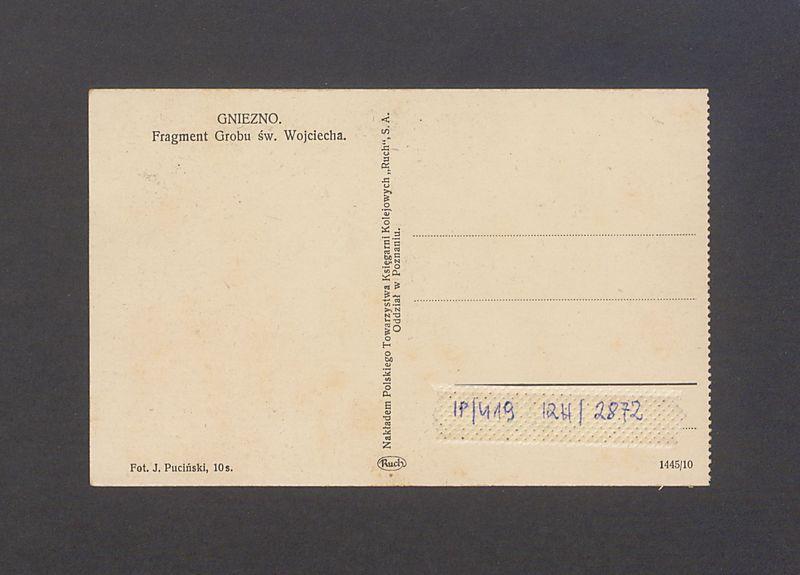 GNIEZNO.
Fragment Grobu św. Wojciecha.
Nakładem Polskiego Towarzystwa Księgarni Kolejowych „Ruch“, S. A.
Oddział w Poznaniu.
IP/419 12H/2872
Fot. J. Puciński, 10 s.
Ruch
1445/10